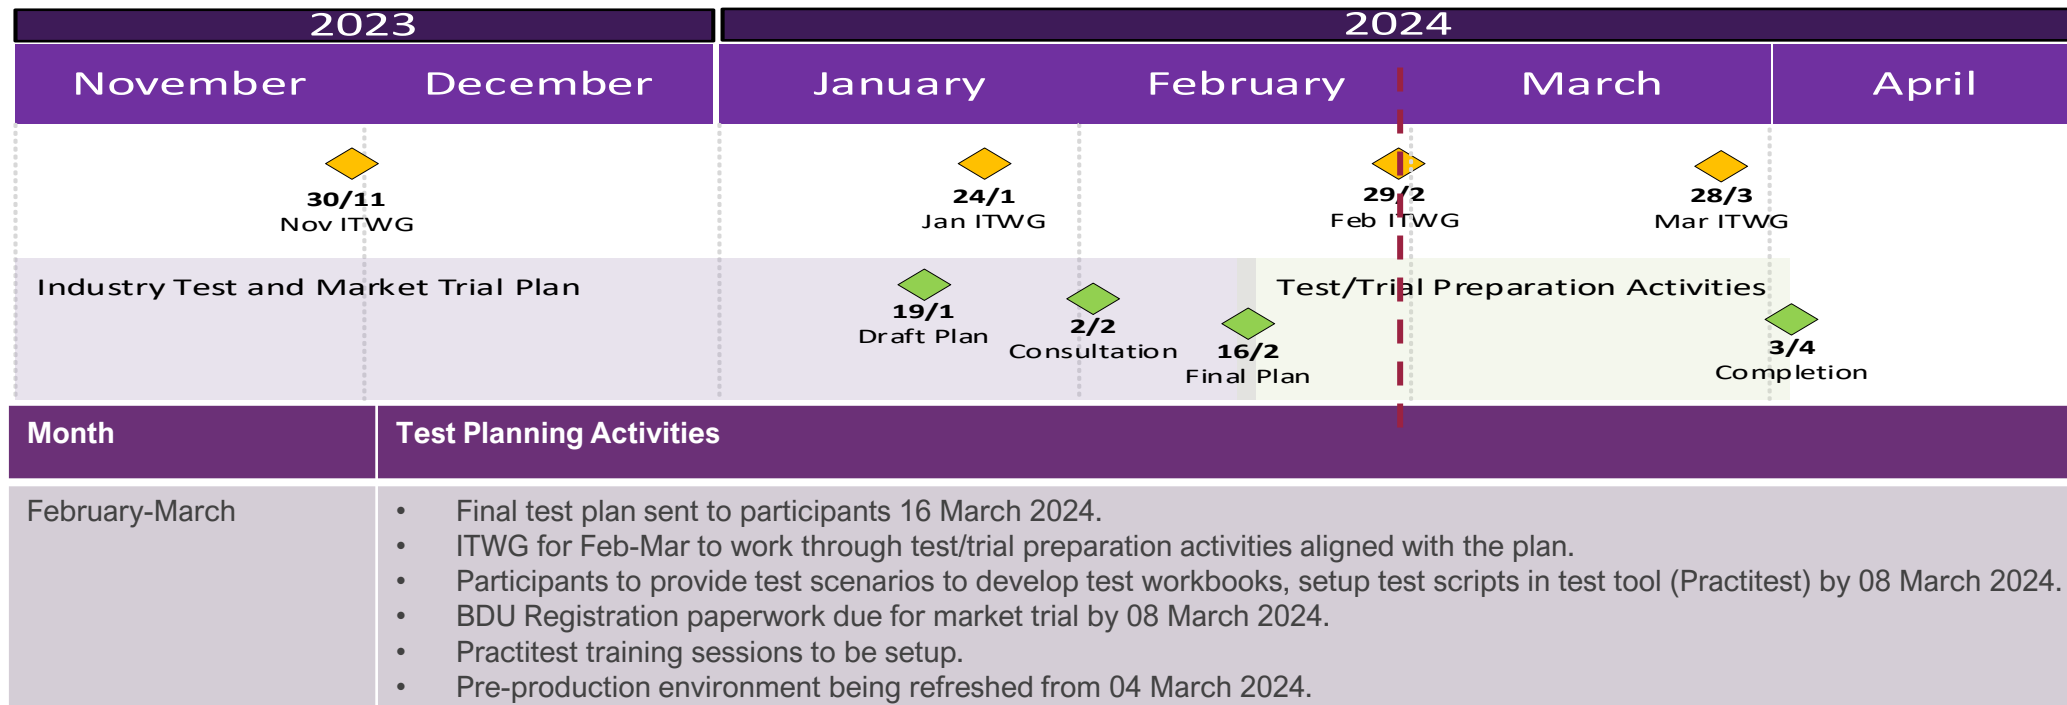 2023 2024
November December January February March April
30/11 24/1 29/2 28/3
Nov ITWG Jan ITWG Feb ITWG Mar ITWG
Industry Test and Market Trial Plan Test/Trial Preparation Activities
19/1
Draft Plan
2/2
Consultation
16/2
Final Plan
3/4
Completion
Month Test Planning Activities
February-March
• Final test plan sent to participants 16 March 2024.
• ITWG for Feb-Mar to work through test/trial preparation activities aligned with the plan.
• Participants to provide test scenarios to develop test workbooks, setup test scripts in test tool (Practitest) by 08 March 2024.
• BDU Registration paperwork due for market trial by 08 March 2024.
• Practitest training sessions to be setup.
• Pre-production environment being refreshed from 04 March 2024.